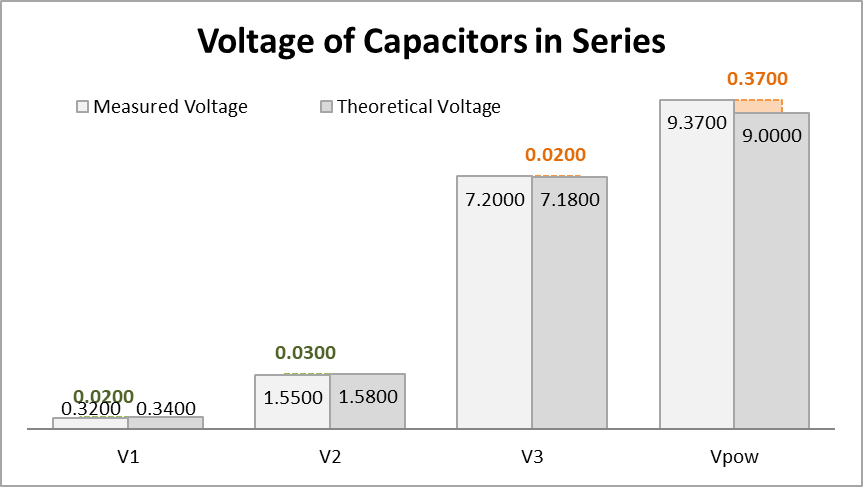 Voltage of Capacitors in Series
Measured Voltage
Theoretical Voltage
0.3700
9.3700
9.0000
0.0200
7.2000
7.1800
0.0300
1.5500
1.5800
0.0200
0.3200
0.3400
V1
V2
V3
Vpow